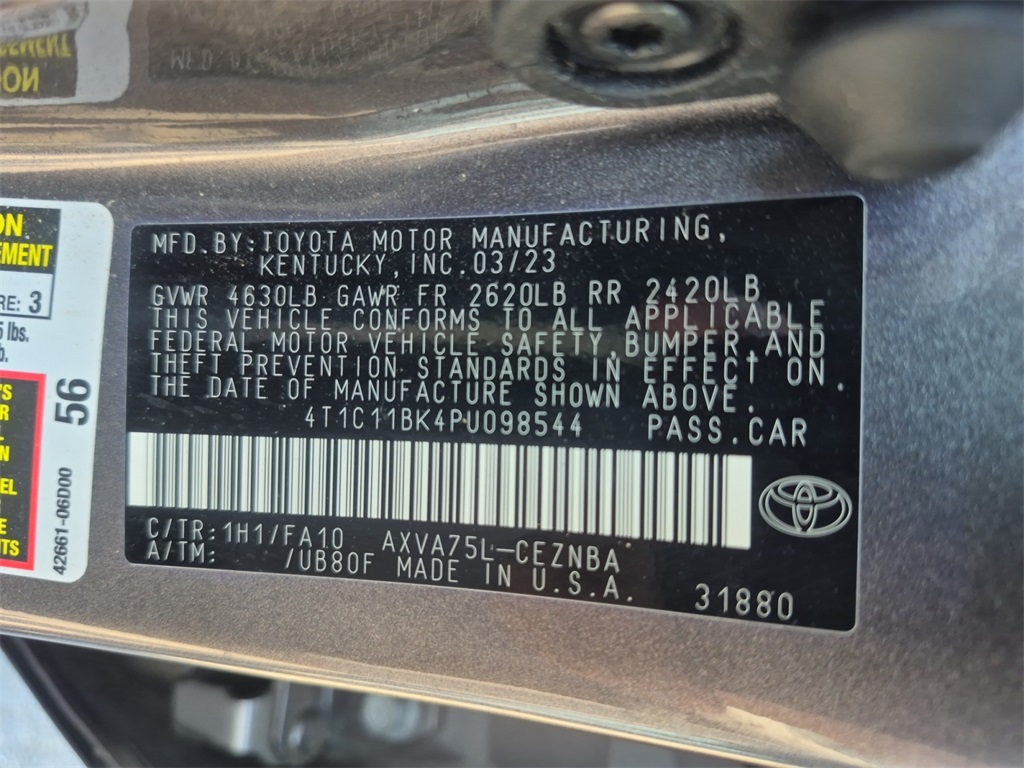 MFD.BY:TOYOTA MOTOR MANUFACTURING,
KENTUCKY,INC.03/23
GVWR 4630LB GAWR FR 2620LB RR 2420LB
THIS VEHICLE CONFORMS TO ALL APPLICABLE
FEDERAL MOTOR VEHICLE SAFETY,BUMPER,AND
THEFT PREVENTION STANDARDS IN EFFECT ON
THE DATE OF MANUFACTURE SHOWN ABOVE.
4T1C11BK4PU098544 PASS.CAR
C/TR:1H1/FA10 AXVA75L-CEZNBA
A/TM: /UB80F MADE IN U.S.A.
31880
ON
EMENT
RE: 3
lbs.
b.
'S
R
N
EL
E
TS
56
42661-06D00